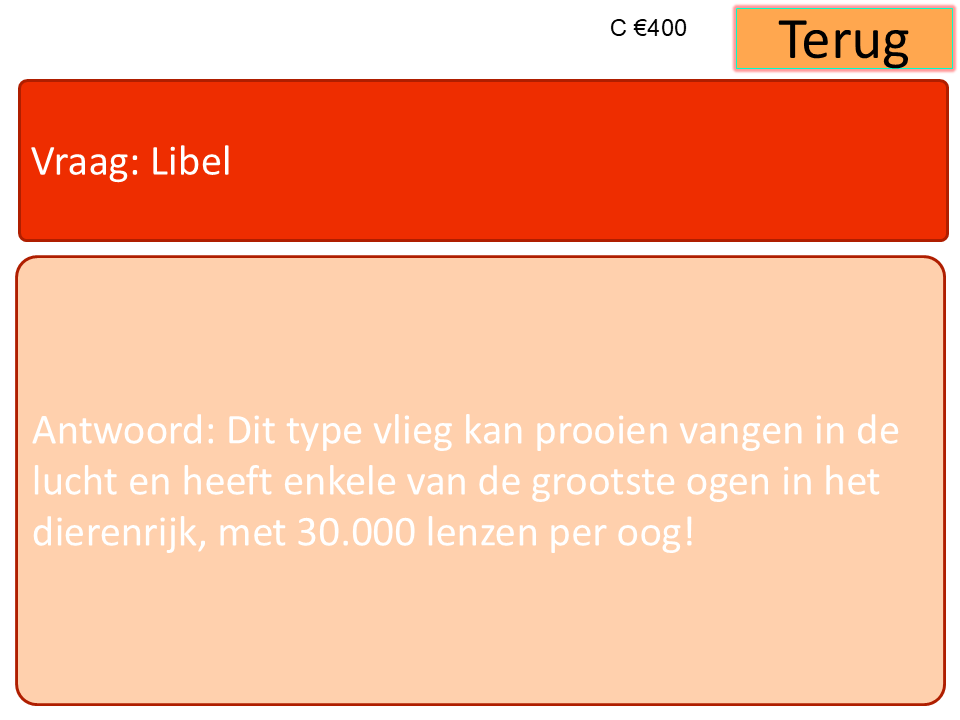 C €400
Terug
Vraag: Libel
Antwoord: Dit type vlieg kan prooien vangen in de
lucht en heeft enkele van de grootste ogen in het
dierenrijk, met 30.000 lenzen per oog!